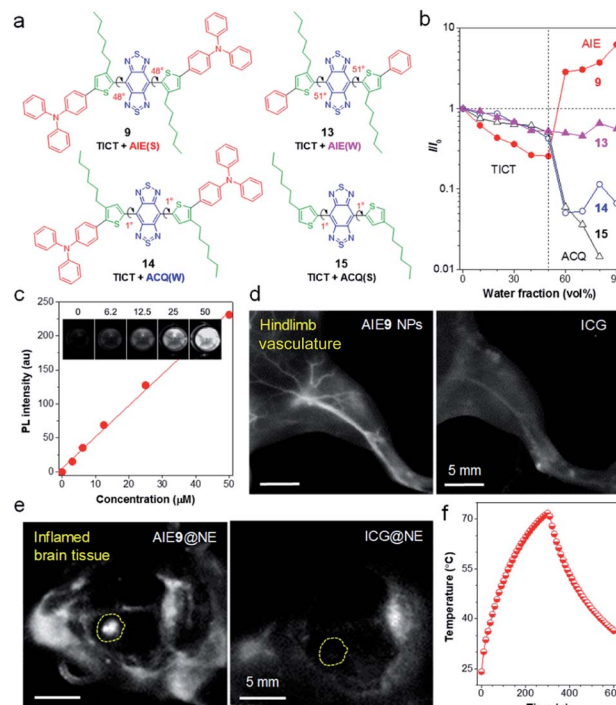 a
48°
48°
9
TICT + AIE(S)
51°
51°
13
TICT + AIE(W)
1°
1°
14
TICT + ACQ(W)
1°
1°
15
TICT + ACQ(S)
b
AIE
9
13
14
15
TICT
ACQ
I/I0
10
1
0.1
0.01
0 20 40 60 80
Water fraction (vol%)
c
PL intensity (au)
250
200
150
100
50
0
0 6.2 12.5 25 50
0 10 20 30 40 50
Concentration (μM)
d
Hindlimb
vasculature
AIE9 NPs
ICG
5 mm
e
Inflamed
brain tissue
AIE9@NE
ICG@NE
5 mm
f
Temperature (°C)
70
55
40
25
0 200 400